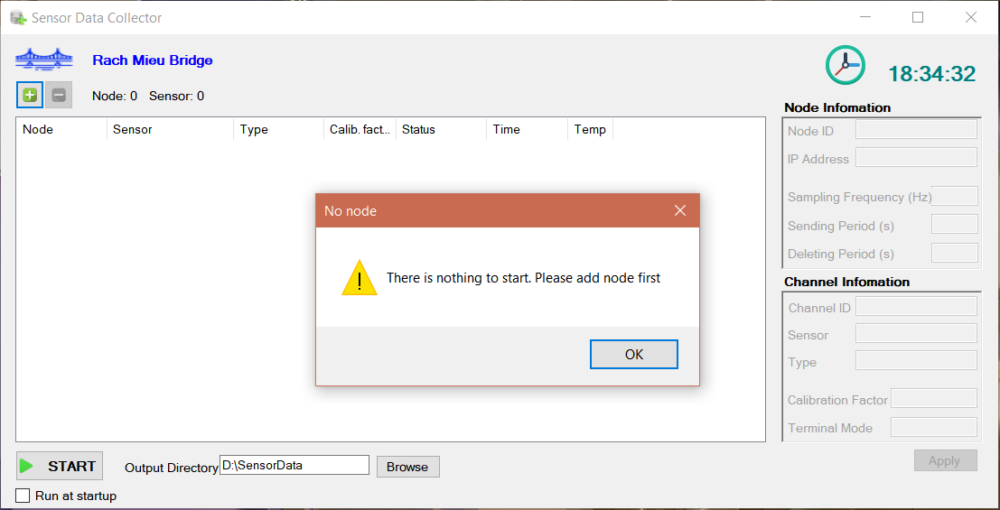 Sensor Data Collector
Rach Mieu Bridge
18:34:32
Node: 0 Sensor: 0
Node Sensor Type Calib. fact... Status Time Temp
Node Infomation
Node ID
IP Address
Sampling Frequency (Hz)
Sending Period (s)
Deleting Period (s)
Channel Infomation
Channel ID
Sensor
Type
Calibration Factor
Terminal Mode
Apply
No node
There is nothing to start. Please add node first
OK
START
Output Directory D:\SensorData Browse
Run at startup